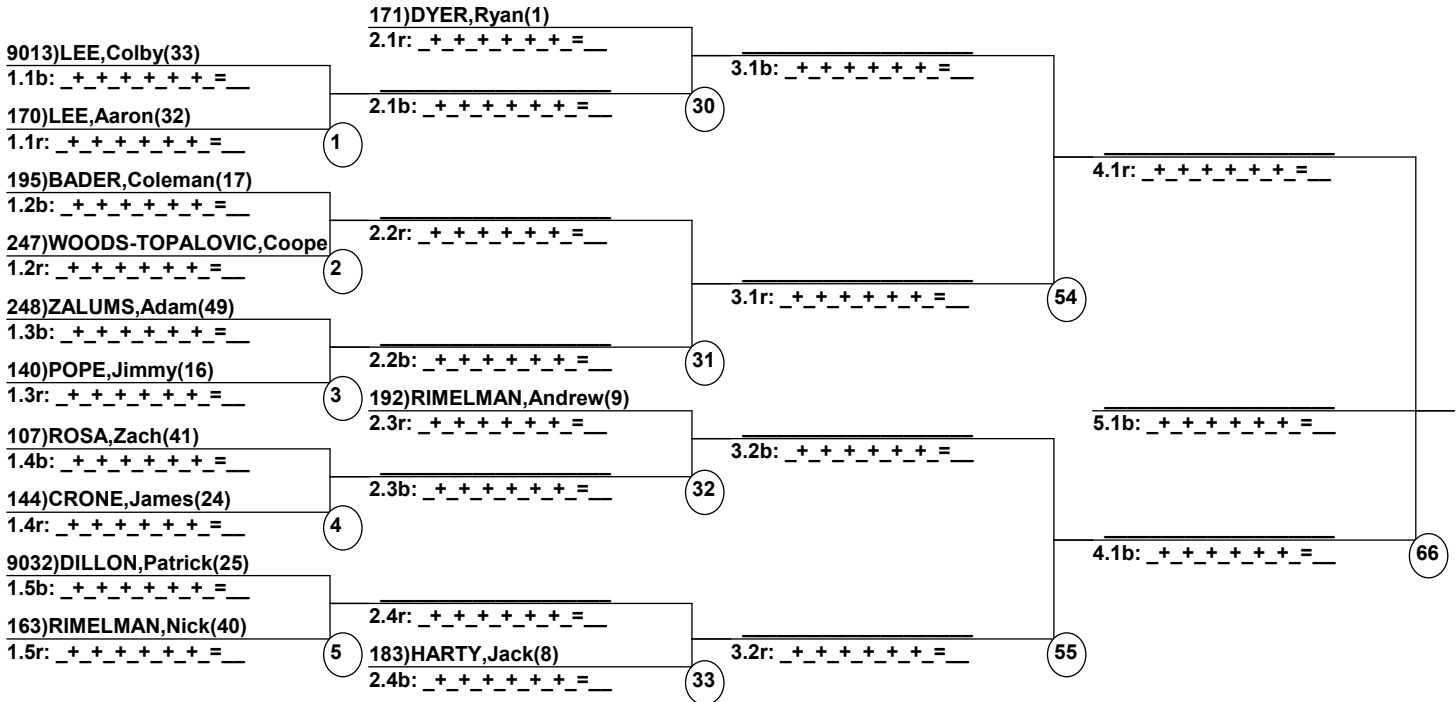 171)DYER,Ryan(1)
2.1r: _+_+_+_+_+_=__
9013)LEE,Colby(33)
1.1b: _+_+_+_+_+_=__
3.1b: _+_+_+_+_+_=__
2.1b: _+_+_+_+_+_=__
30
170)LEE,Aaron(32)
1.1r: _+_+_+_+_+_=__
1
4.1r: _+_+_+_+_+_=__
195)BADER,Coleman(17)
1.2b: _+_+_+_+_+_=__
2.2r: _+_+_+_+_+_=__
247)WOODS-TOPALOVIC,Coope
1.2r: _+_+_+_+_+_=__
2
3.1r: _+_+_+_+_+_=__
54
248)ZALUMS,Adam(49)
1.3b: _+_+_+_+_+_=__
2.2b: _+_+_+_+_+_=__
31
140)POPE,Jimmy(16)
1.3r: _+_+_+_+_+_=__
3
192)RIMELMAN,Andrew(9)
2.3r: _+_+_+_+_+_=__
5.1b: _+_+_+_+_+_=__
107)ROSA,Zach(41)
1.4b: _+_+_+_+_+_=__
3.2b: _+_+_+_+_+_=__
2.3b: _+_+_+_+_+_=__
32
144)CRONE,James(24)
1.4r: _+_+_+_+_+_=__
4
4.1b: _+_+_+_+_+_=__
66
9032)DILLON,Patrick(25)
1.5b: _+_+_+_+_+_=__
2.4r: _+_+_+_+_+_=__
163)RIMELMAN,Nick(40)
1.5r: _+_+_+_+_+_=__
5
183)HARTY,Jack(8)
2.4b: _+_+_+_+_+_=__
33
3.2r: _+_+_+_+_+_=__
55